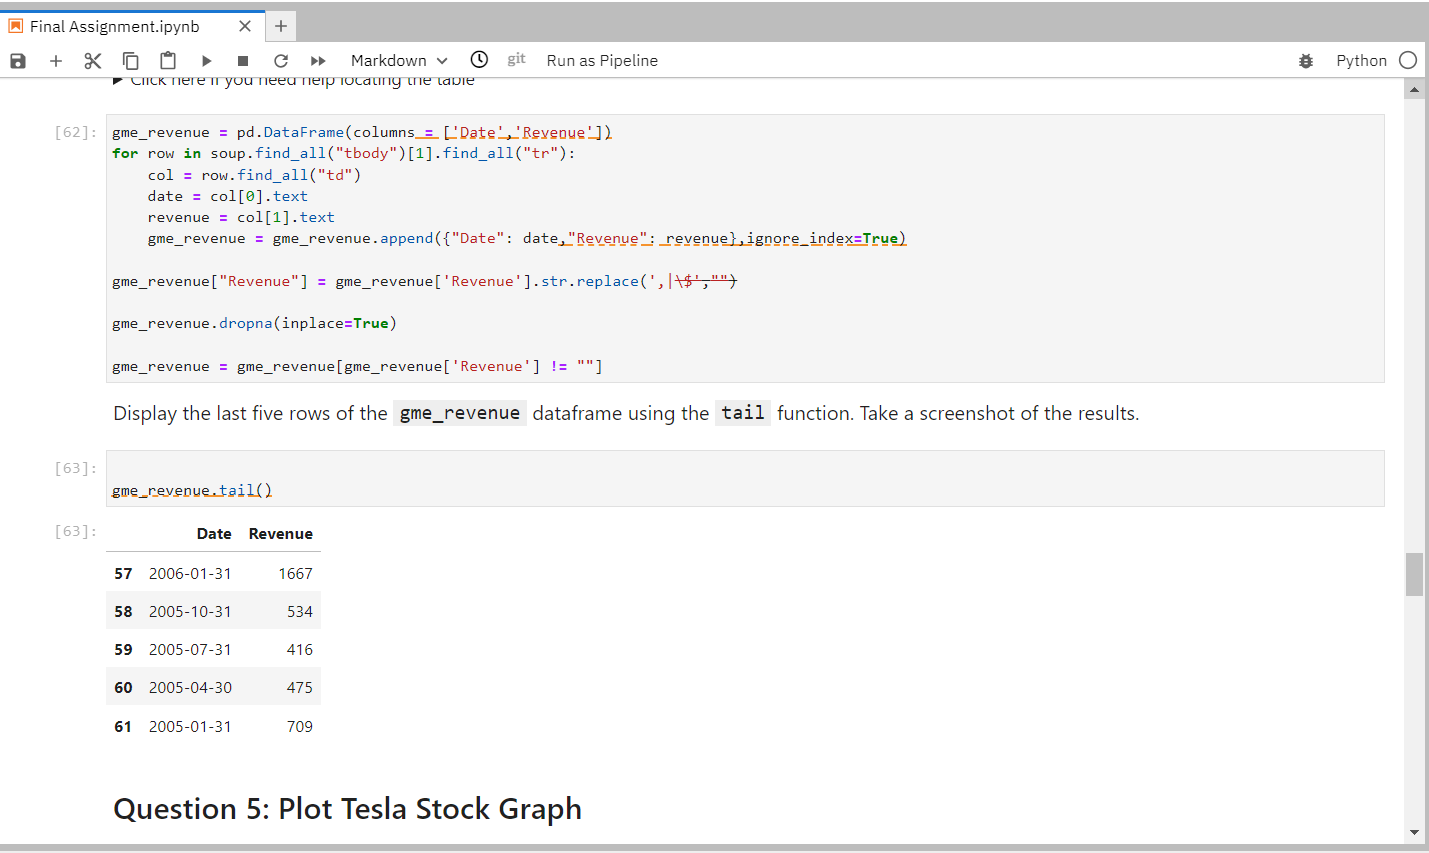 Final Assignment.ipynb
Markdown git Run as Pipeline Python
Click here if you need help locating the table
[62]: gme_revenue = pd.DataFrame(columns = ['Date','Revenue'])
for row in soup.find_all("tbody")[1].find_all("tr"):
    col = row.find_all("td")
    date = col[0].text
    revenue = col[1].text
    gme_revenue = gme_revenue.append({"Date": date,"Revenue": revenue},ignore_index=True)
gme_revenue["Revenue"] = gme_revenue['Revenue'].str.replace(',|\$',"")
gme_revenue.dropna(inplace=True)
gme_revenue = gme_revenue[gme_revenue['Revenue'] != ""]
Display the last five rows of the gme_revenue dataframe using the tail function. Take a screenshot of the results.
[63]:
gme_revenue.tail()
[63]: Date Revenue
57 2006-01-31 1667
58 2005-10-31 534
59 2005-07-31 416
60 2005-04-30 475
61 2005-01-31 709
Question 5: Plot Tesla Stock Graph